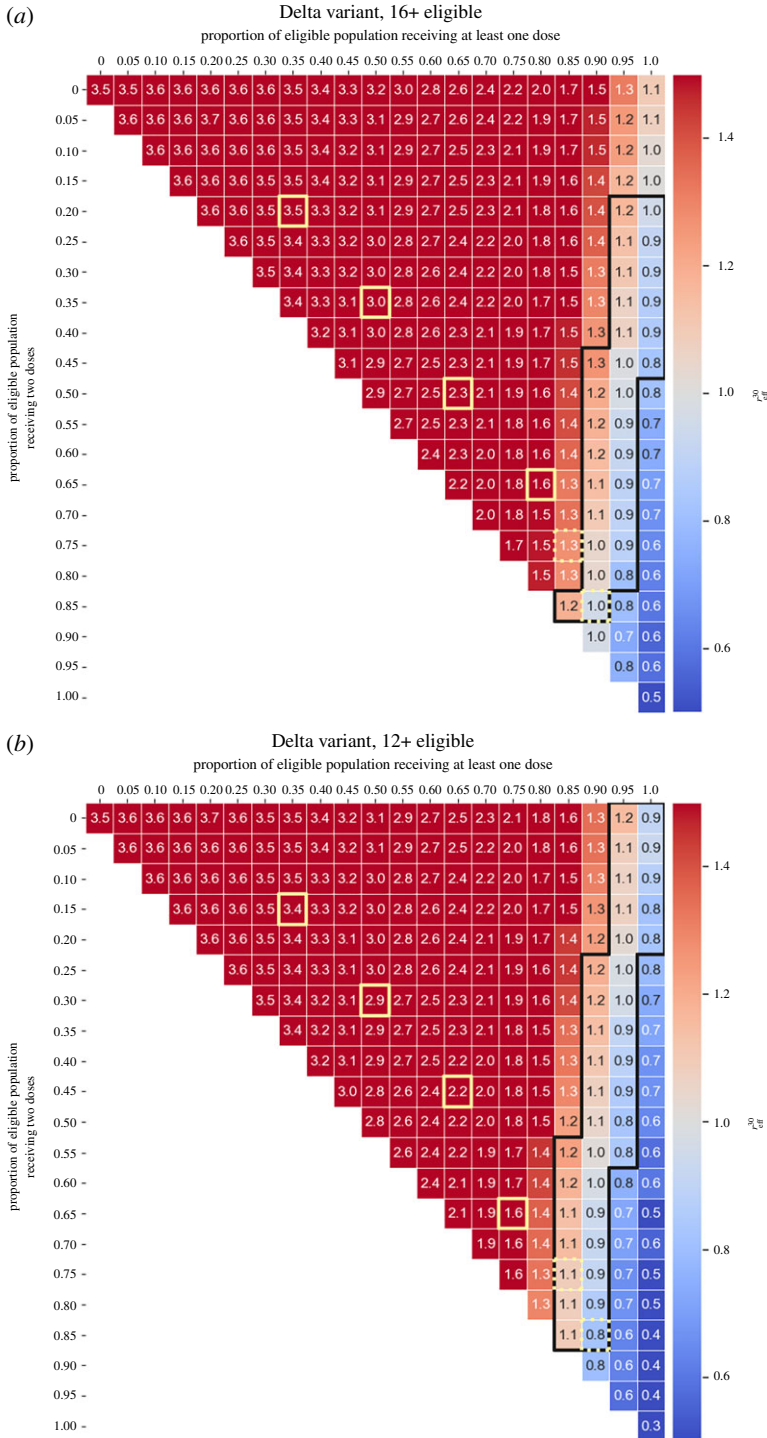 (a)
Delta variant, 16+ eligible
proportion of eligible population receiving at least one dose
0 0.05 0.10 0.15 0.20 0.25 0.30 0.35 0.40 0.45 0.50 0.55 0.60 0.65 0.70 0.75 0.80 0.85 0.90 0.95 1.0
0 3.5 3.6 3.6 3.6 3.6 3.6 3.6 3.5 3.4 3.3 3.2 3.0 2.8 2.6 2.4 2.2 2.0 1.7 1.5 1.3 1.1
0.05 3.6 3.6 3.6 3.7 3.6 3.6 3.5 3.4 3.3 3.1 2.9 2.7 2.6 2.4 2.2 1.9 1.7 1.5 1.2 1.1
0.10 3.6 3.6 3.6 3.6 3.6 3.5 3.4 3.2 3.1 2.9 2.7 2.5 2.3 2.1 1.9 1.7 1.5 1.2 1.0
0.15 3.6 3.6 3.6 3.5 3.5 3.4 3.2 3.1 2.9 2.7 2.5 2.3 2.1 1.9 1.6 1.4 1.2 1.0
0.20 3.6 3.6 3.5 3.5 3.3 3.2 3.1 2.9 2.7 2.5 2.3 2.1 1.8 1.6 1.4 1.2 1.0
0.25 3.6 3.5 3.4 3.3 3.2 3.0 2.8 2.7 2.4 2.2 2.0 1.8 1.6 1.4 1.1 0.9
0.30 3.5 3.4 3.3 3.2 3.0 2.8 2.6 2.4 2.2 2.0 1.8 1.5 1.3 1.1 0.9
0.35 3.4 3.3 3.1 3.0 2.8 2.6 2.4 2.2 2.0 1.7 1.5 1.3 1.1 0.9
0.40 3.2 3.1 3.0 2.8 2.6 2.3 2.1 1.9 1.7 1.5 1.3 1.1 0.9
0.45 3.1 2.9 2.7 2.5 2.3 2.1 1.9 1.7 1.5 1.3 1.0 0.8
0.50 2.9 2.7 2.5 2.3 2.1 1.9 1.6 1.4 1.2 1.0 0.8
0.55 2.7 2.5 2.3 2.1 1.8 1.6 1.4 1.2 0.9 0.7
0.60 2.4 2.3 2.0 1.8 1.6 1.4 1.2 0.9 0.7
0.65 2.2 2.0 1.8 1.6 1.3 1.1 0.9 0.7
0.70 2.0 1.8 1.5 1.3 1.1 0.9 0.7
0.75 1.7 1.5 1.3 1.0 0.9 0.6
0.80 1.5 1.3 1.0 0.8 0.6
0.85 1.2 1.0 0.8 0.6
0.90 1.0 0.7 0.6
0.95 0.8 0.6
1.00 0.5
proportion of eligible population
receiving two doses
1.4
1.2
1.0
0.8
0.6
r30eff
(b)
Delta variant, 12+ eligible
proportion of eligible population receiving at least one dose
0 0.05 0.10 0.15 0.20 0.25 0.30 0.35 0.40 0.45 0.50 0.55 0.60 0.65 0.70 0.75 0.80 0.85 0.90 0.95 1.0
0 3.5 3.6 3.6 3.6 3.7 3.6 3.5 3.5 3.4 3.2 3.1 2.9 2.7 2.5 2.3 2.1 1.8 1.6 1.3 1.2 0.9
0.05 3.6 3.6 3.6 3.6 3.6 3.5 3.5 3.4 3.2 3.1 2.9 2.7 2.5 2.2 2.0 1.8 1.6 1.3 1.1 0.9
0.10 3.6 3.6 3.6 3.6 3.5 3.5 3.3 3.2 3.0 2.8 2.7 2.4 2.2 2.0 1.8 1.5 1.3 1.1 0.9
0.15 3.6 3.6 3.6 3.5 3.4 3.3 3.2 3.0 2.8 2.6 2.4 2.2 2.0 1.7 1.5 1.3 1.1 0.8
0.20 3.6 3.6 3.5 3.4 3.3 3.1 3.0 2.8 2.6 2.4 2.1 1.9 1.7 1.4 1.2 1.0 0.8
0.25 3.6 3.5 3.4 3.3 3.1 3.0 2.8 2.6 2.4 2.1 1.9 1.6 1.4 1.2 1.0 0.8
0.30 3.5 3.4 3.2 3.1 2.9 2.7 2.5 2.3 2.1 1.9 1.6 1.4 1.2 1.0 0.7
0.35 3.4 3.2 3.1 2.9 2.7 2.5 2.3 2.1 1.8 1.6 1.3 1.1 0.9 0.7
0.40 3.2 3.1 2.9 2.7 2.5 2.2 2.0 1.8 1.5 1.3 1.1 0.9 0.7
0.45 3.0 2.8 2.6 2.4 2.2 2.0 1.8 1.5 1.3 1.1 0.9 0.7
0.50 2.8 2.6 2.4 2.2 2.0 1.8 1.5 1.2 1.1 0.8 0.6
0.55 2.6 2.4 2.2 1.9 1.7 1.4 1.2 1.0 0.8 0.6
0.60 2.4 2.1 1.9 1.7 1.4 1.2 1.0 0.8 0.6
0.65 2.1 1.9 1.6 1.4 1.1 0.9 0.7 0.5
0.70 1.9 1.6 1.4 1.1 0.9 0.7 0.6
0.75 1.6 1.3 1.1 0.9 0.7 0.5
0.80 1.3 1.1 0.9 0.7 0.5
0.85 1.1 0.8 0.6 0.4
0.90 0.8 0.6 0.4
0.95 0.6 0.4
1.00 0.3
proportion of eligible population
receiving two doses
1.4
1.2
1.0
0.8
0.6
r30eff